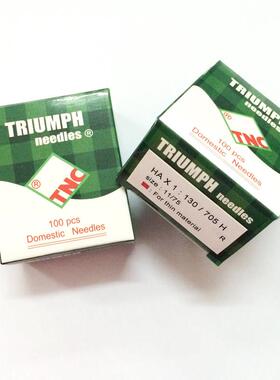 TRIUMPH
needles ®
® TNC
100 pcs
Domestic Needles
TNC
100 pcs
Domestic Needles
TRIUMPH
needles
HA X 1 : 130 / 705 H
size : 11/75 R
: For thin material